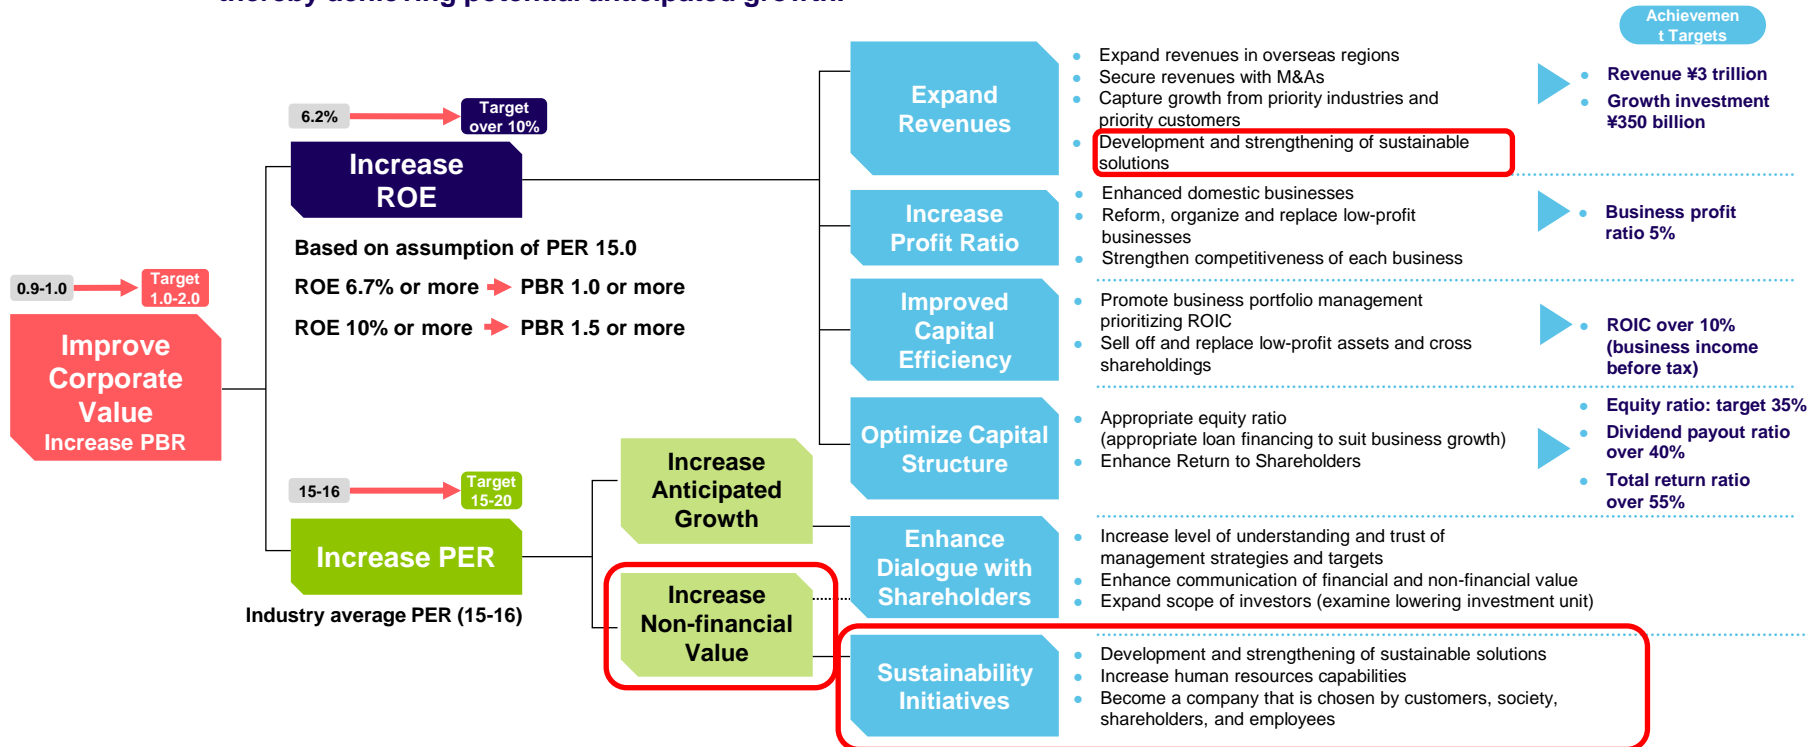 thereby achieving potential anticipated growth.
Achievemen
t Targets
6.2%
Target
over 10%
Increase
ROE
Based on assumption of PER 15.0
ROE 6.7% or more
PBR 1.0 or more
ROE 10% or more
PBR 1.5 or more
0.9-1.0
Target
1.0-2.0
Improve
Corporate
Value
Increase PBR
15-16
Target
15-20
Increase PER
Industry average PER (15-16)
Increase
Anticipated
Growth
Increase
Non-financial
Value
Expand
Revenues
● Expand revenues in overseas regions
● Secure revenues with M&As
● Capture growth from priority industries and
priority customers
● Development and strengthening of sustainable
solutions
● Revenue ¥3 trillion
● Growth investment
¥350 billion
Increase
Profit Ratio
● Enhanced domestic businesses
● Reform, organize and replace low-profit
businesses
● Strengthen competitiveness of each business
● Business profit
ratio 5%
Improved
Capital
Efficiency
● Promote business portfolio management
prioritizing ROIC
● Sell off and replace low-profit assets and cross
shareholdings
● ROIC over 10%
(business income
before tax)
Optimize Capital
Structure
● Appropriate equity ratio
(appropriate loan financing to suit business growth)
● Enhance Return to Shareholders
● Equity ratio: target 35%
● Dividend payout ratio
over 40%
● Total return ratio
over 55%
Enhance
Dialogue with
Shareholders
● Increase level of understanding and trust of
management strategies and targets
● Enhance communication of financial and non-financial value
● Expand scope of investors (examine lowering investment unit)
Sustainability
Initiatives
● Development and strengthening of sustainable solutions
● Increase human resources capabilities
● Become a company that is chosen by customers, society,
shareholders, and employees